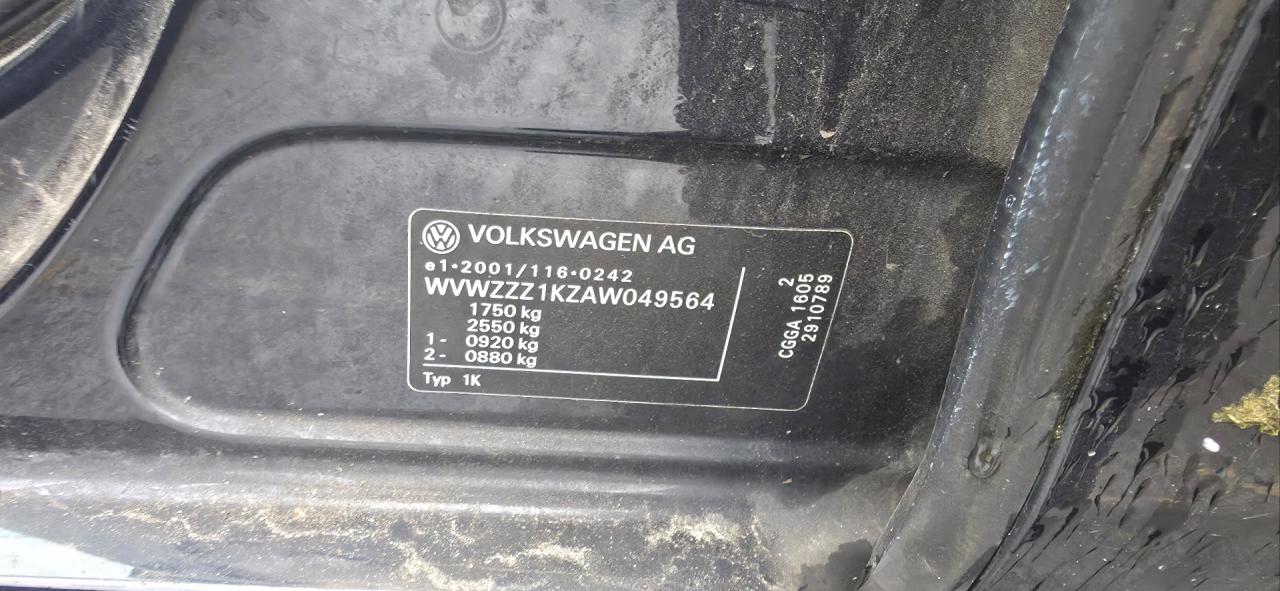 VOLKSWAGEN AG
e1*2001/116*0242
WVWZZZ1KZAW049564
1750 kg
2550 kg
1- 0920 kg
2- 0880 kg
Typ 1K
2
CGGA 1605
2910789